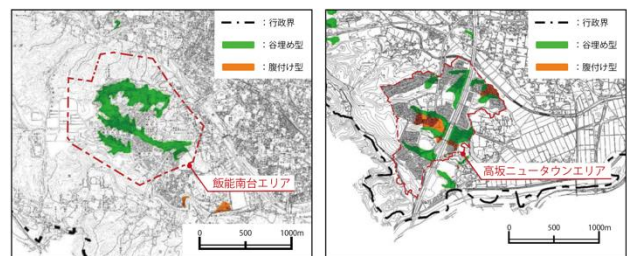 ：行政界
：谷埋め型
：腹付け型
飯能南台エリア
0 500 1000m
：行政界
：谷埋め型
：腹付け型
高坂ニュータウンエリア
0 500 1000m